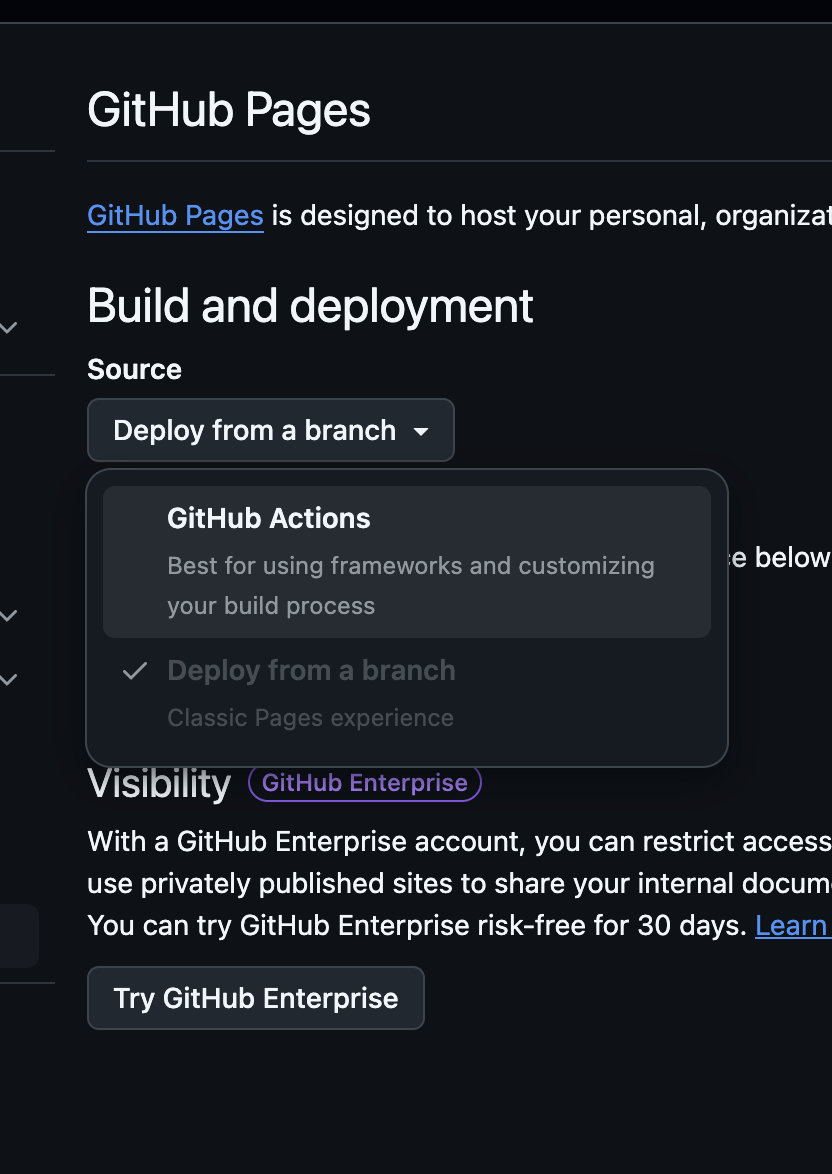 GitHub Pages
GitHub Pages is designed to host your personal,
Build and deployment
Source
Deploy from a branch
GitHub Actions
Best for using frameworks and customizing
your build process
below
Deploy from a branch
Classic Pages experience
Visibility GitHub Enterprise
With a GitHub Enterprise account, you can restrict access
use privately published sites to share your internal
You can try GitHub Enterprise risk-free for 30 days. Learn
Try GitHub Enterprise